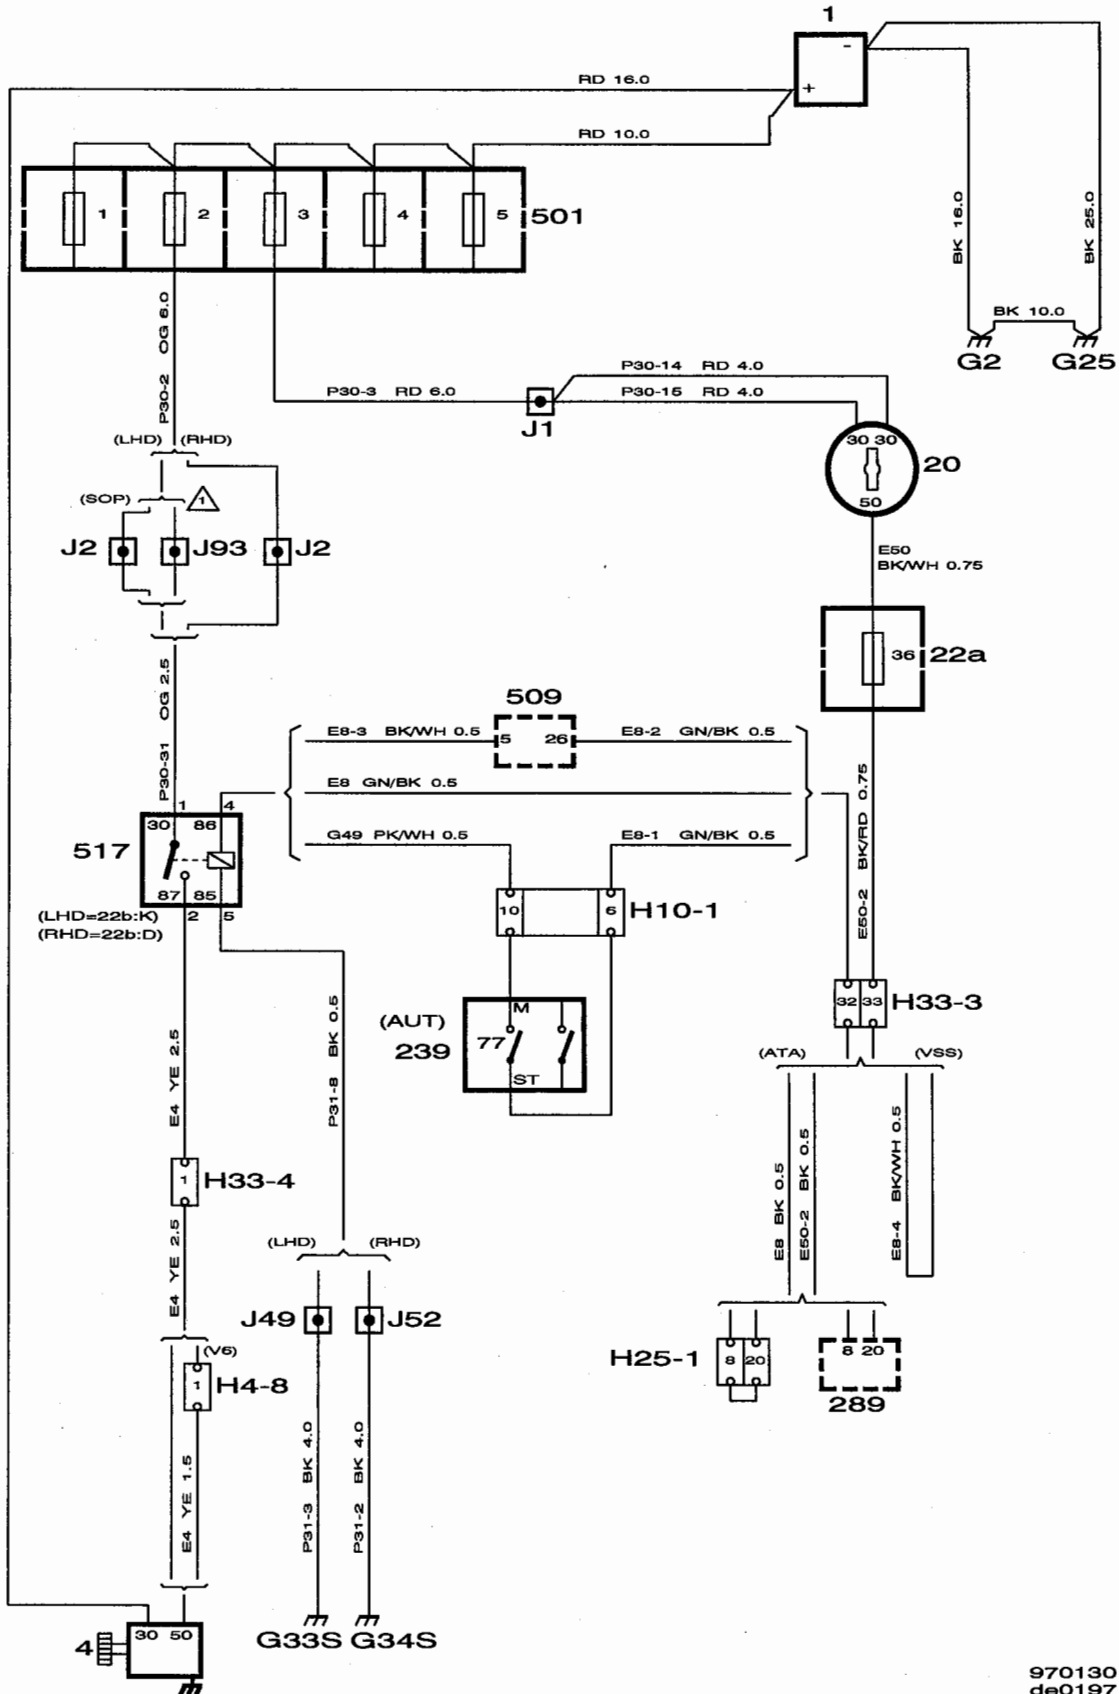 1
-
RD 16.0
+
RD 10.0
1
2
3
4
5
501
BK 16.0
BK 25.0
BK 10.0
G2
G25
P30-2 OG 6.0
P30-14 RD 4.0
P30-3 RD 6.0
P30-15 RD 4.0
J1
(LHD)
(RHD)
30 30
20
50
(SOP)
1
J2
J93
J2
E50
BK/WH 0.75
36
22a
P30-31 OG 2.5
509
E8-3 BK/WH 0.5
5
26
E8-2 GN/BK 0.5
E8 GN/BK 0.5
G49 PK/WH 0.5
E8-1 GN/BK 0.5
E50-2 BK/RD 0.75
1
4
30
86
517
87
85
(LHD=22b:K)
2
5
(RHD=22b:D)
10
6
H10-1
32
33
H33-3
(AUT)
239
M
77
ST
(ATA)
(VSS)
E4 YE 2.5
P31-8 BK 0.5
E8 BK 0.5
E50-2 BK 0.5
E8-4 BK/WH 0.5
1
H33-4
E4 YE 2.5
(LHD)
(RHD)
J49
J52
(V6)
1
H4-8
H25-1
8
20
8
20
289
E4 YE 1.5
P31-3 BK 4.0
P31-2 BK 4.0
4
30
50
G33S
G34S
970130
de0197